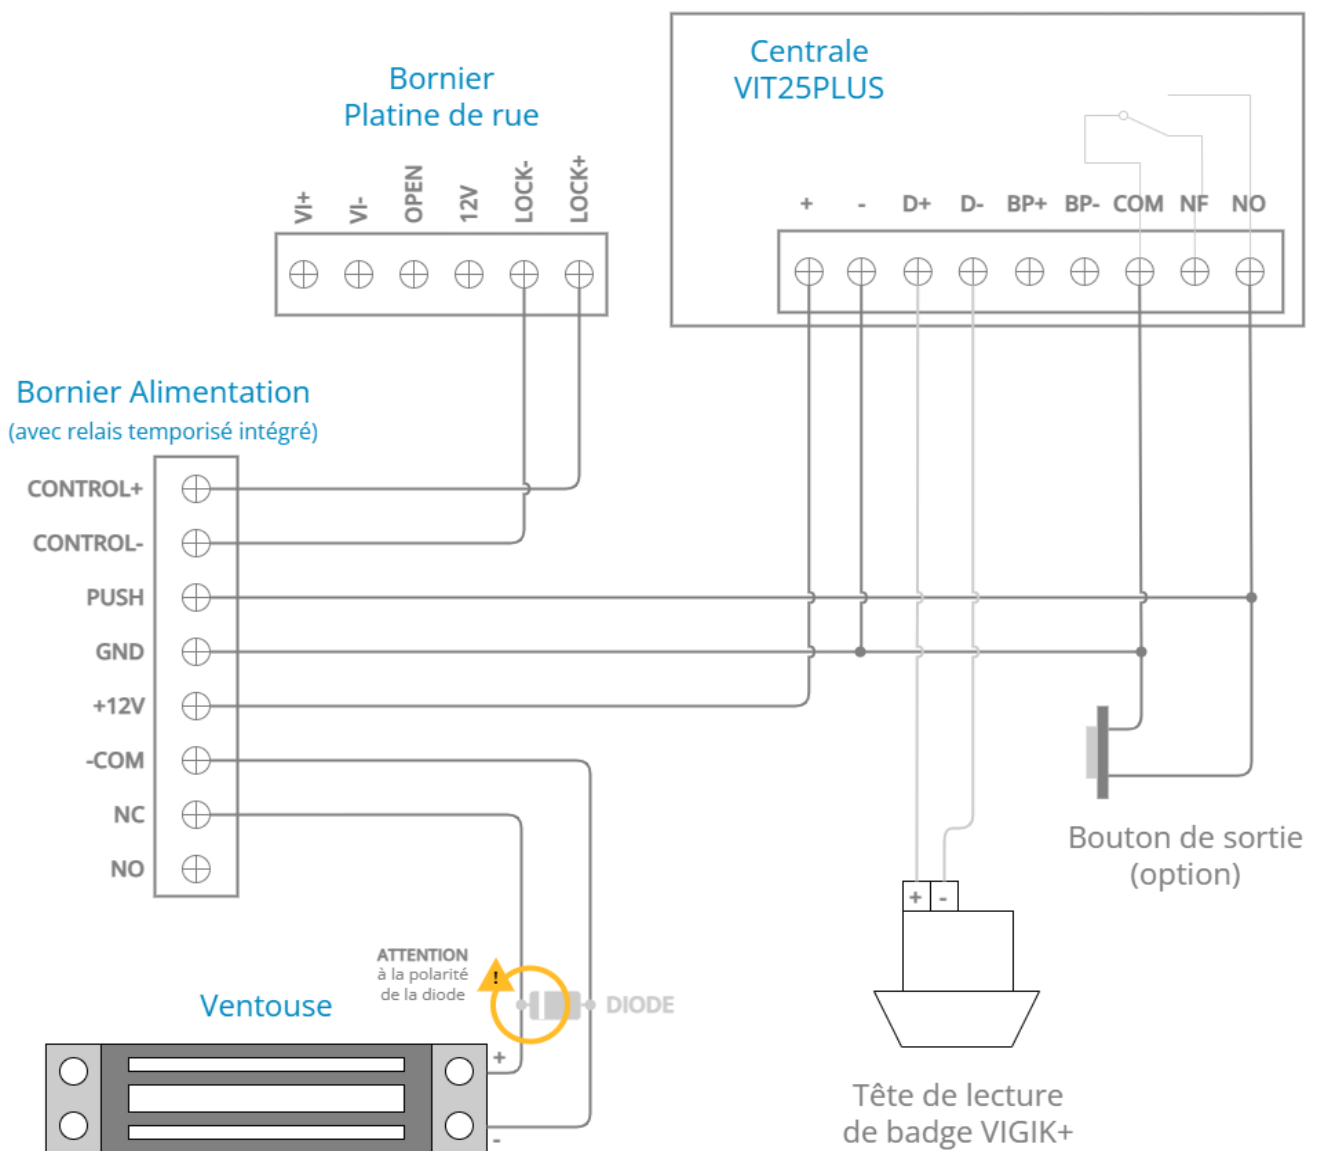 Centrale
VIT25PLUS
Bornier
Platine de rue
VI+
VI-
OPEN
12V
LOCK-
LOCK+
+ - D+ D- BP+ BP- COM NF NO
Bornier Alimentation
(avec relais temporisé intégré)
CONTROL+
CONTROL-
PUSH
GND
+12V
-COM
NC
NO
Bouton de sortie
(option)
+ -
ATTENTION
à la polarité
de la diode
!
DIODE
Ventouse
+
-
Tête de lecture
de badge VIGIK+